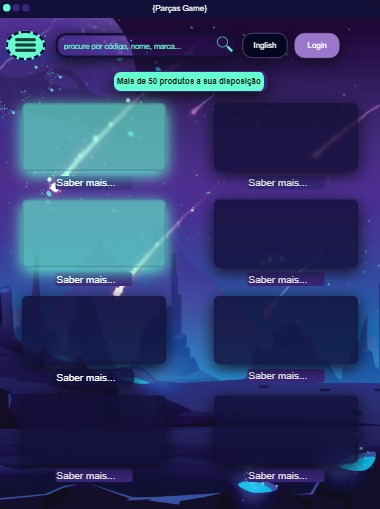 {Parças Game}
procure por código, nome, marca...
Inglish
Login
Mais de 50 produtos a sua disposição
Saber mais...
Saber mais...
Saber mais...
Saber mais...
Saber mais...
Saber mais...
Saber mais...
Saber mais...